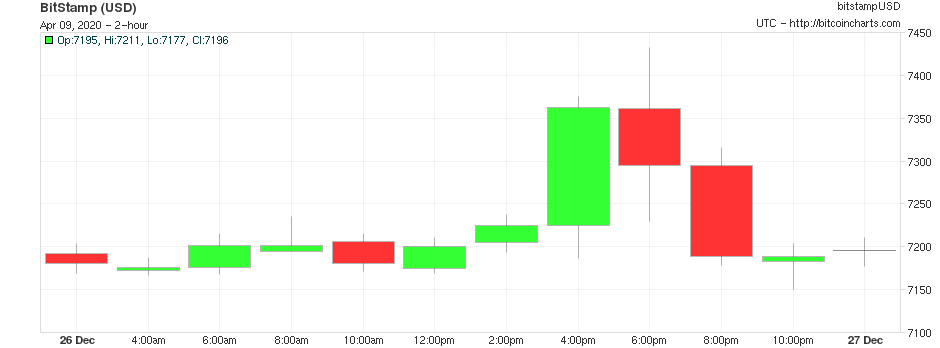 BitStamp (USD)
bitstampUSD
Apr 09, 2020 - 2-hour
UTC - http://bitcoincharts.com
Op:7195, Hi:7211, Lo:7177, Cl:7196
7450
7400
7350
7300
7250
7200
7150
7100
26 Dec 4:00am 6:00am 8:00am 10:00am 12:00pm 2:00pm 4:00pm 6:00pm 8:00pm 10:00pm 27 Dec